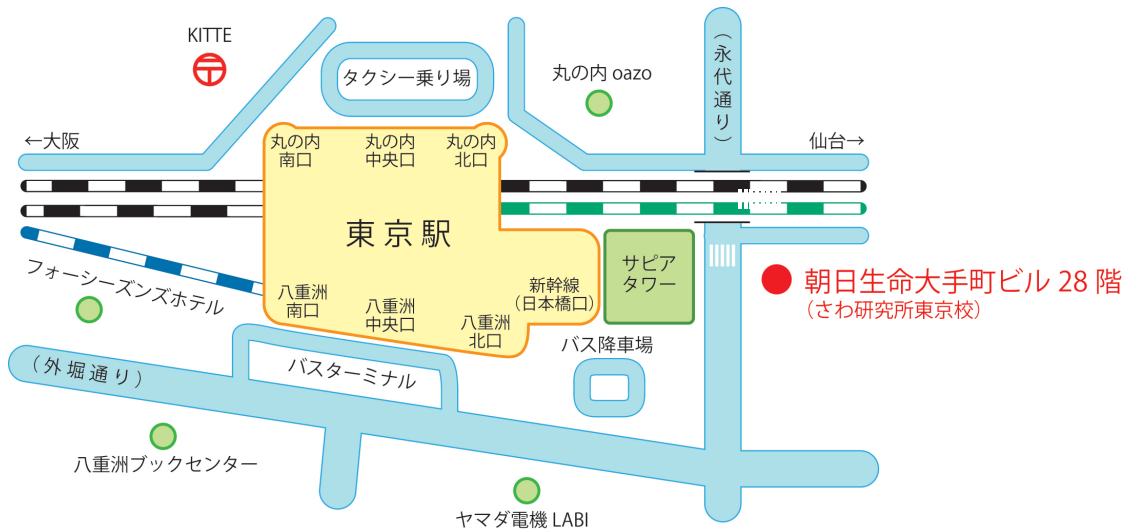 KITTE
タクシー乗り場
丸の内 oazo
（永代通り）
←大阪
仙台→
丸の内
南口
丸の内
中央口
丸の内
北口
東京駅
サピア
タワー
朝日生命大手町ビル 28 階
（さわ研究所東京校）
フォーシーズンズホテル
八重洲
南口
八重洲
中央口
八重洲
北口
新幹線
（日本橋口）
バス降車場
（外堀通り）
バスターミナル
八重洲ブックセンター
ヤマダ電機 LABI